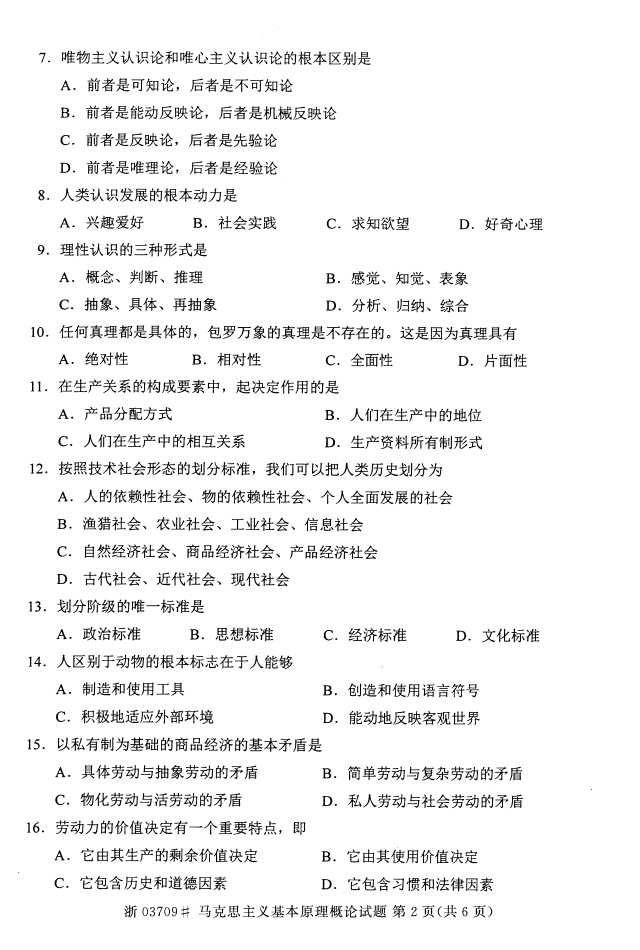 7．唯物主义认识论和唯心主义认识论的根本区别是
A．前者是可知论，后者是不可知论
B．前者是能动反映论，后者是机械反映论
C．前者是反映论，后者是先验论
D．前者是唯理论，后者是经验论
8．人类认识发展的根本动力是
A．兴趣爱好 B．社会实践 C．求知欲望 D．好奇心理
9．理性认识的三种形式是
A．概念、判断、推理 B．感觉、知觉、表象
C．抽象、具体、再抽象 D．分析、归纳、综合
10．任何真理都是具体的，包罗万象的真理是不存在的。这是因为真理具有
A．绝对性 B．相对性 C．全面性 D．片面性
11．在生产关系的构成要素中，起决定作用的是
A．产品分配方式 B．人们在生产中的地位
C．人们在生产中的相互关系 D．生产资料所有制形式
12．按照技术社会形态的划分标准，我们可以把人类历史划分为
A．人的依赖性社会、物的依赖性社会、个人全面发展的社会
B．渔猎社会、农业社会、工业社会、信息社会
C．自然经济社会、商品经济社会、产品经济社会
D．古代社会、近代社会、现代社会
13．划分阶级的唯一标准是
A．政治标准 B．思想标准 C．经济标准 D．文化标准
14．人区别于动物的根本标志在于人能够
A．制造和使用工具 B．创造和使用语言符号
C．积极地适应外部环境 D．能动地反映客观世界
15．以私有制为基础的商品经济的基本矛盾是
A．具体劳动与抽象劳动的矛盾 B．简单劳动与复杂劳动的矛盾
C．物化劳动与活劳动的矛盾 D．私人劳动与社会劳动的矛盾
16．劳动力的价值决定有一个重要特点，即
A．它由其生产的剩余价值决定 B．它由其使用价值决定
C．它包含历史和道德因素 D．它包含习惯和法律因素
浙 03709# 马克思主义基本原理概论试题 第 2 页(共 6 页)